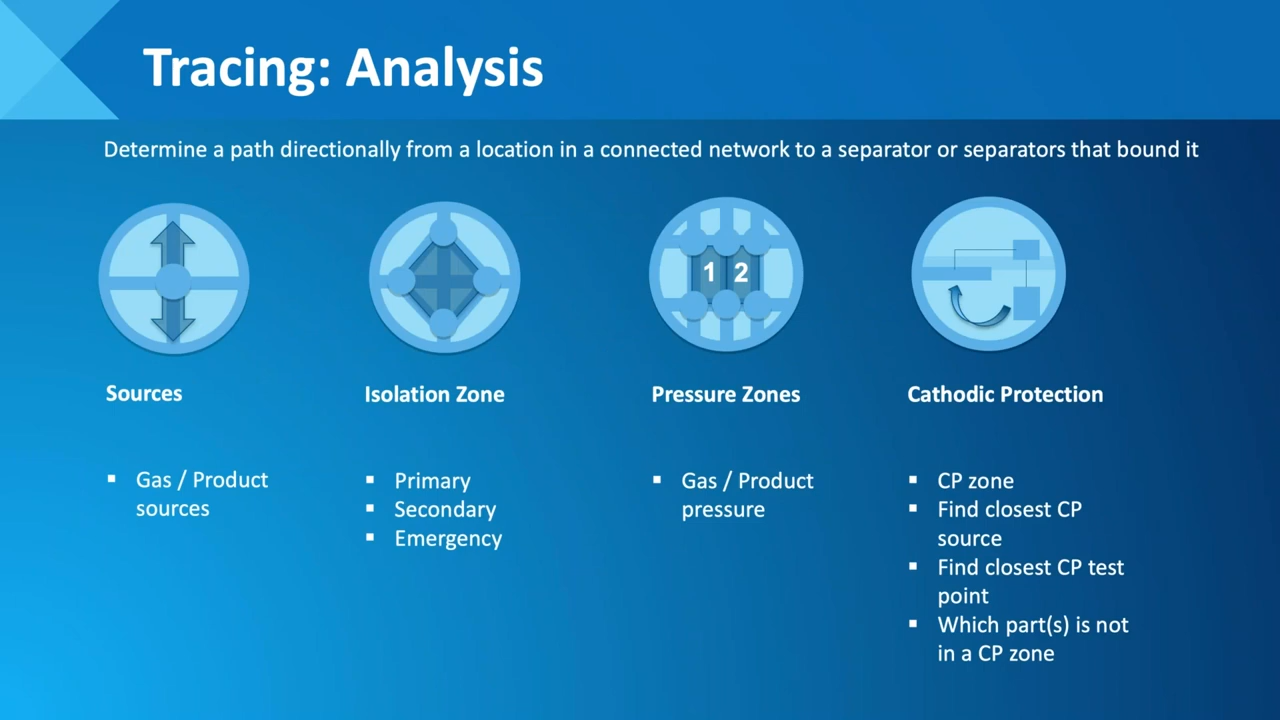 Tracing: Analysis
Determine a path directionally from a location in a connected network to a separator or separators that bound it
1 2
Sources
Isolation Zone
Pressure Zones
Cathodic Protection
▪ Gas / Product
sources
▪ Primary
▪ Secondary
▪ Emergency
▪ Gas / Product
pressure
▪ CP zone
▪ Find closest CP
source
▪ Find closest CP test
point
▪ Which part(s) is not
in a CP zone